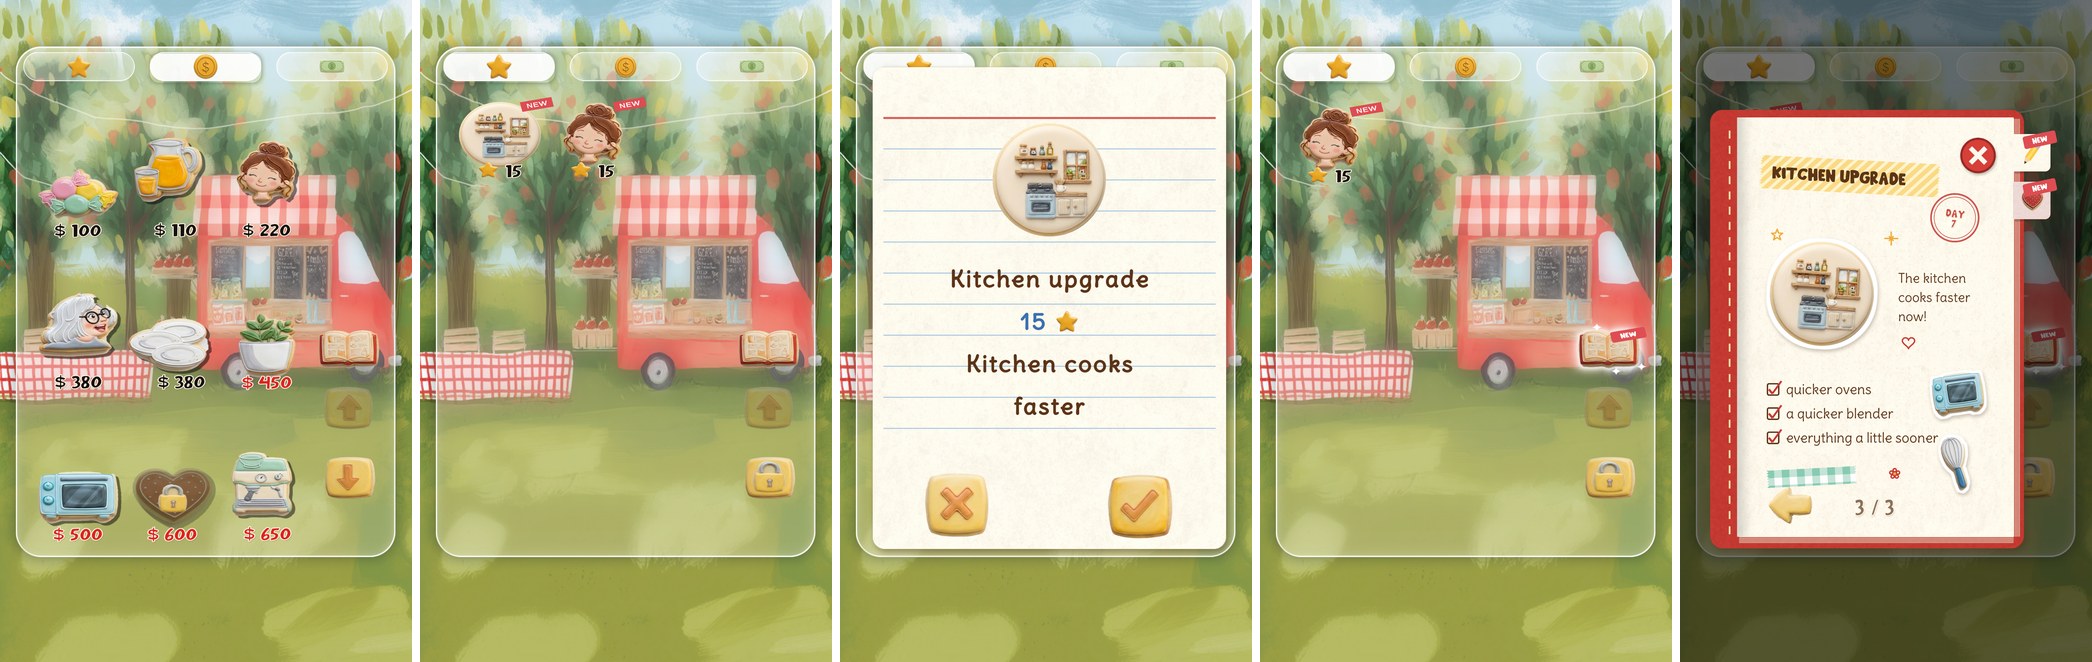 $ 100
$ 110
$ 220
$ 380
$ 380
$ 450
$ 500
$ 600
$ 650
NEW
NEW
15
15
Kitchen upgrade
15
Kitchen cooks
faster
NEW
15
NEW
NEW
KITCHEN UPGRADE
NEW
DAY
7
The kitchen
cooks faster
now!
NEW
quicker ovens
a quicker blender
everything a little sooner
3 / 3